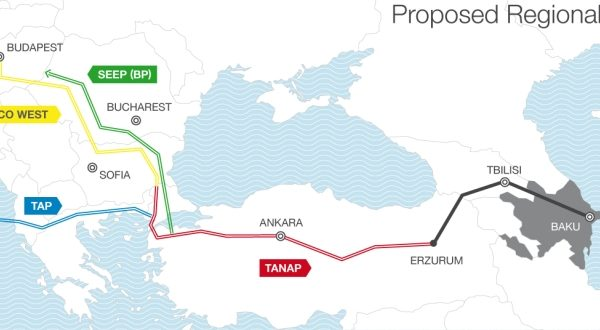 Proposed Regional
BUDAPEST
SEEP (BP)
BUCHAREST
CO WEST
SOFIA
TAP
TBILISI
ANKARA
BAKU
TANAP
ERZURUM